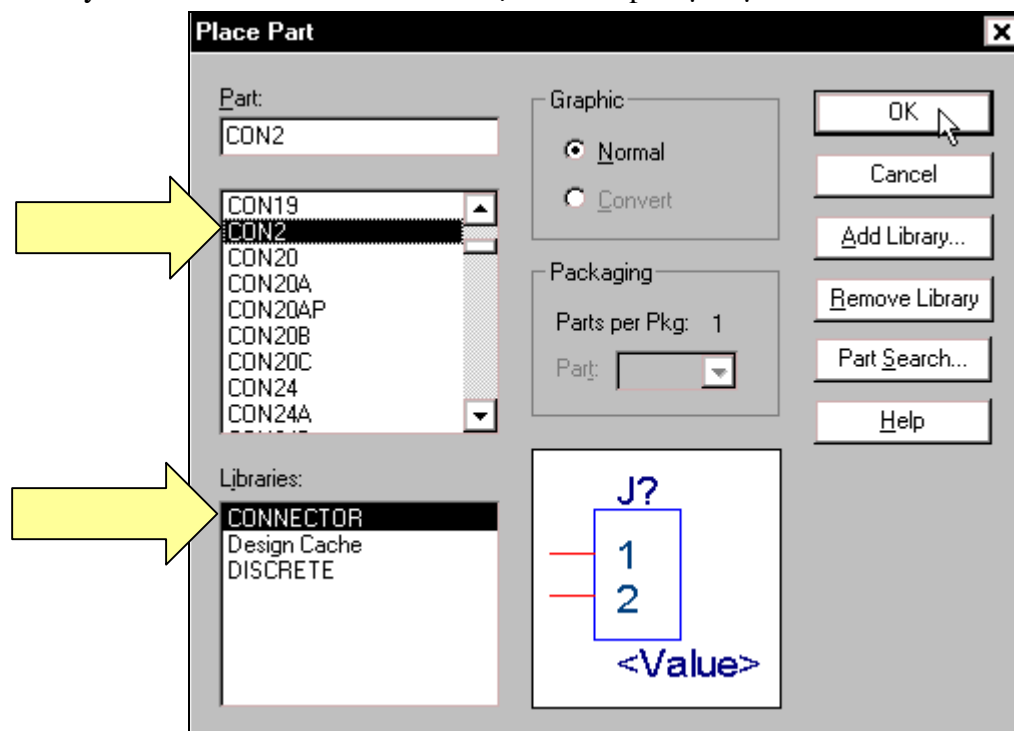 Place Part
Part:
CON2
CON19
CON2
CON20
CON20A
CON20AP
CON20B
CON20C
CON24
CON24A
Libraries:
CONNECTOR
Design Cache
DISCRETE
Graphic
Normal
Convert
Packaging
Parts per Pkg: 1
Part:
J?
1
2
<Value>
OK
Cancel
Add Library...
Remove Library
Part Search...
Help